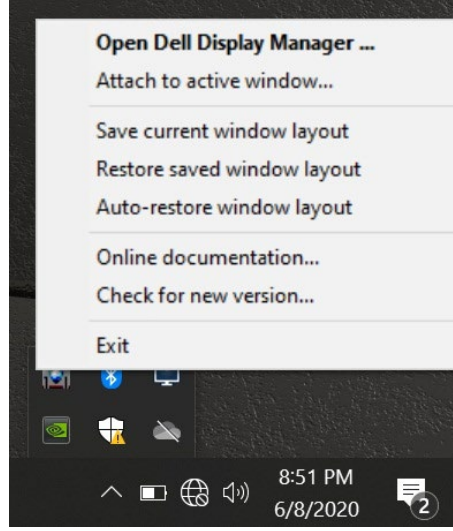 Open Dell Display Manager ...
Attach to active window...
Save current window layout
Restore saved window layout
Auto-restore window layout
Online documentation...
Check for new version...
Exit
8:51 PM
6/8/2020
2